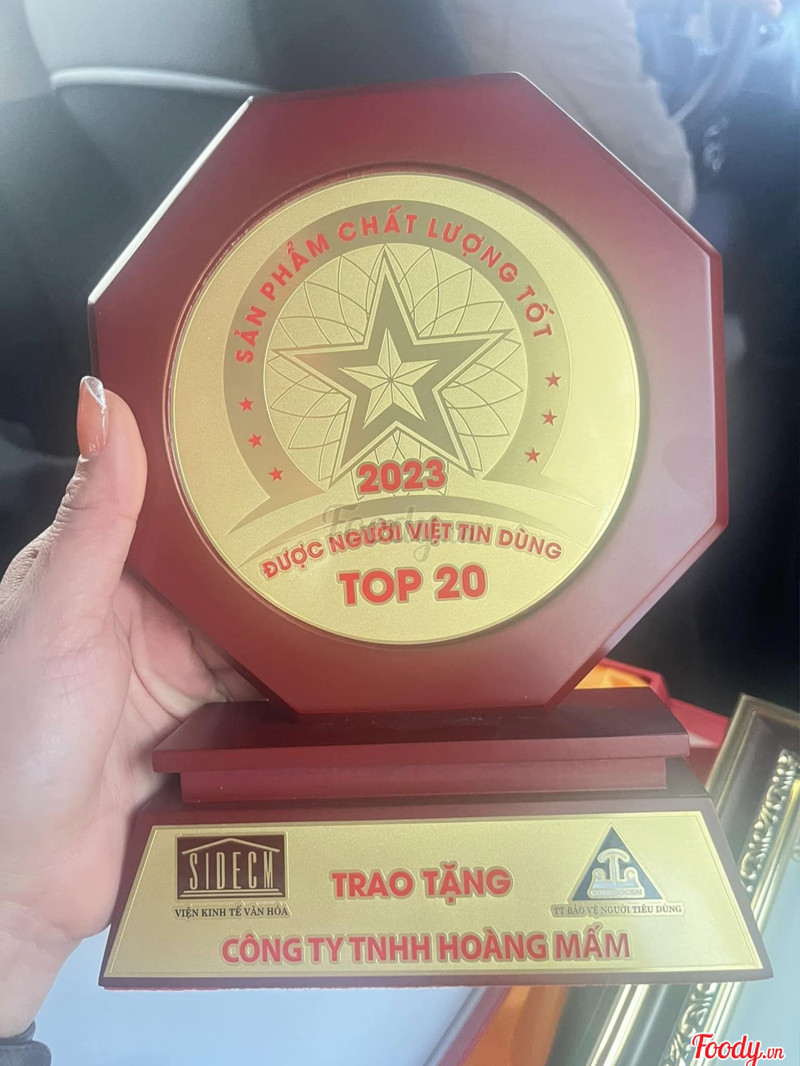 SẢN PHẨM CHẤT LƯỢNG TỐT
2023
ĐƯỢC NGƯỜI VIỆT TIN DÙNG
TOP 20
SIDECM
VIỆN KINH TẾ VĂN HÓA
TRAO TẶNG
TT BẢO VỆ NGƯỜI TIÊU DÙNG
CÔNG TY TNHH HOÀNG MẤM
Foody
Foody.vn